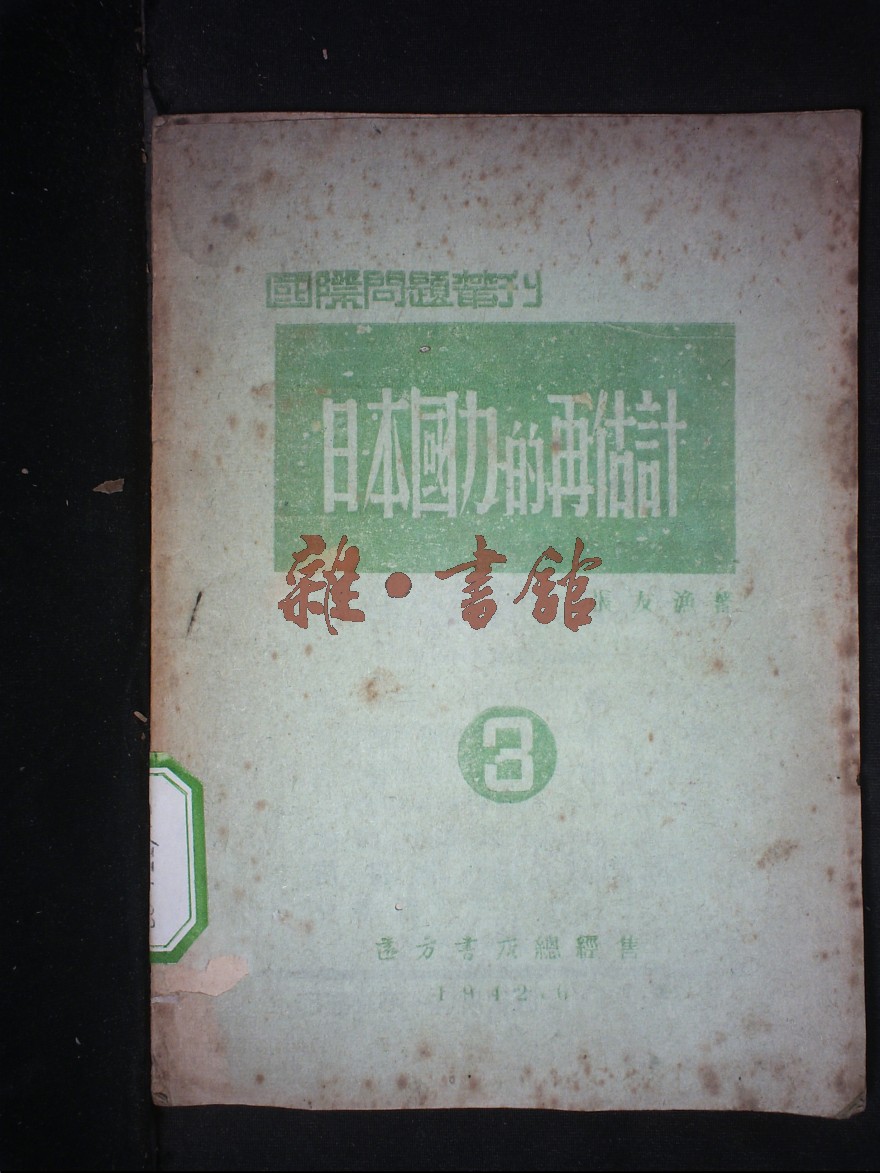 國際問題叢刊
日本國力的再估計
雜·書館
張友漁著
3
遠方書店總經售
1942.6